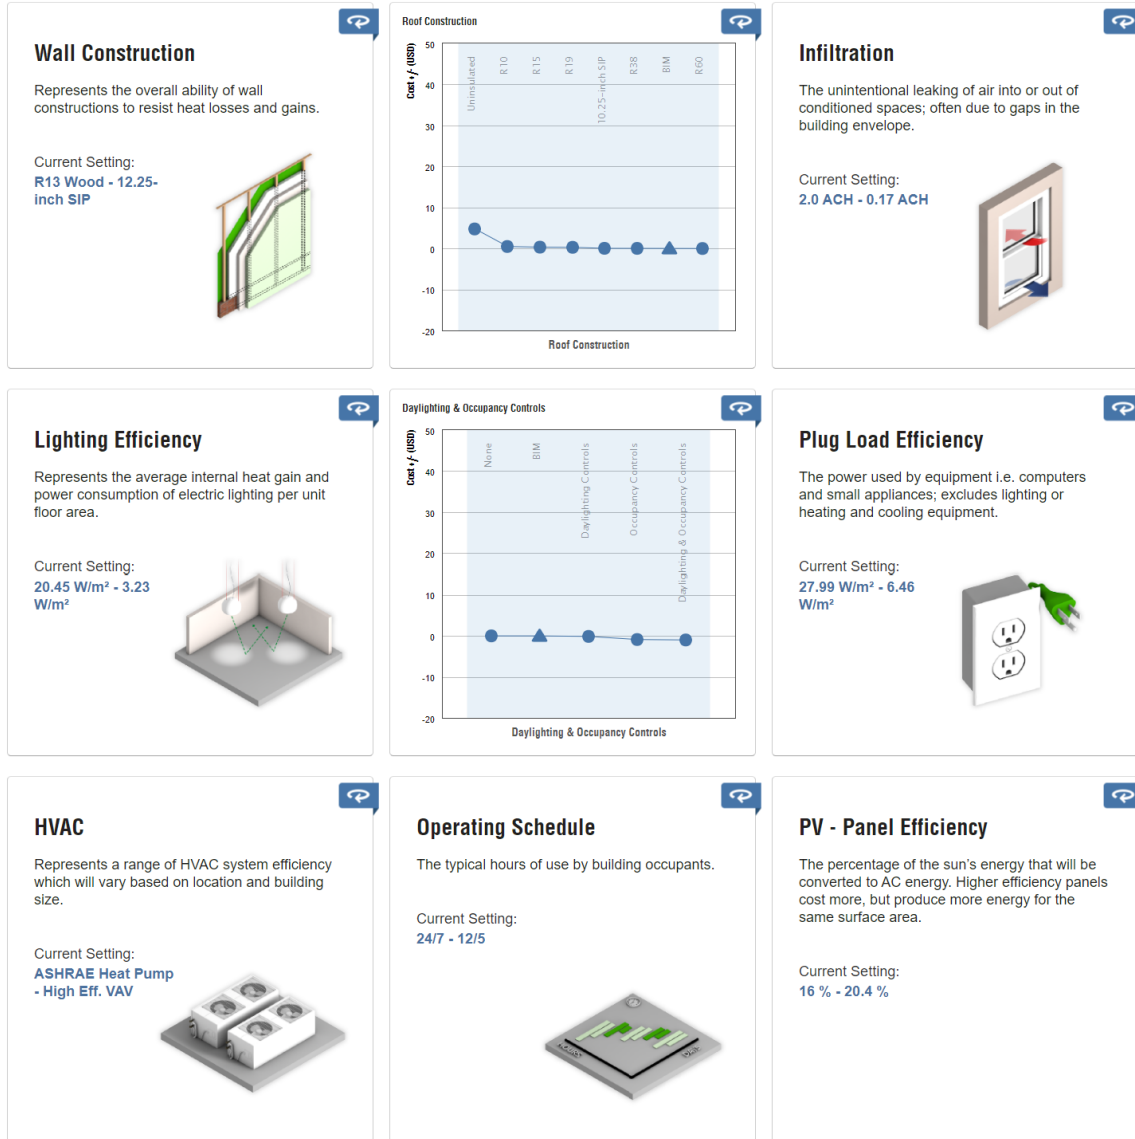 Wall Construction
Represents the overall ability of wall
constructions to resist heat losses and gains.
Current Setting:
R13 Wood - 12.25-
inch SIP
Roof Construction
Cost +/- (USD)
50
40
30
20
10
0
-10
-20
Uninsulated
R10
R15
R19
10.25-inch SIP
R38
BIM
R60
Roof Construction
Infiltration
The unintentional leaking of air into or out of
conditioned spaces; often due to gaps in the
building envelope.
Current Setting:
2.0 ACH - 0.17 ACH
Lighting Efficiency
Represents the average internal heat gain and
power consumption of electric lighting per unit
floor area.
Current Setting:
20.45 W/m² - 3.23
W/m²
Daylighting & Occupancy Controls
Cost +/- (USD)
50
40
30
20
10
0
-10
-20
None
BIM
Daylighting Controls
Occupancy Controls
Daylighting & Occupancy Controls
Daylighting & Occupancy Controls
Plug Load Efficiency
The power used by equipment i.e. computers
and small appliances; excludes lighting or
heating and cooling equipment.
Current Setting:
27.99 W/m² - 6.46
W/m²
HVAC
Represents a range of HVAC system efficiency
which will vary based on location and building
size.
Current Setting:
ASHRAE Heat Pump
- High Eff. VAV
Operating Schedule
The typical hours of use by building occupants.
Current Setting:
24/7 - 12/5
PV - Panel Efficiency
The percentage of the sun's energy that will be
converted to AC energy. Higher efficiency panels
cost more, but produce more energy for the
same surface area.
Current Setting:
16 % - 20.4 %